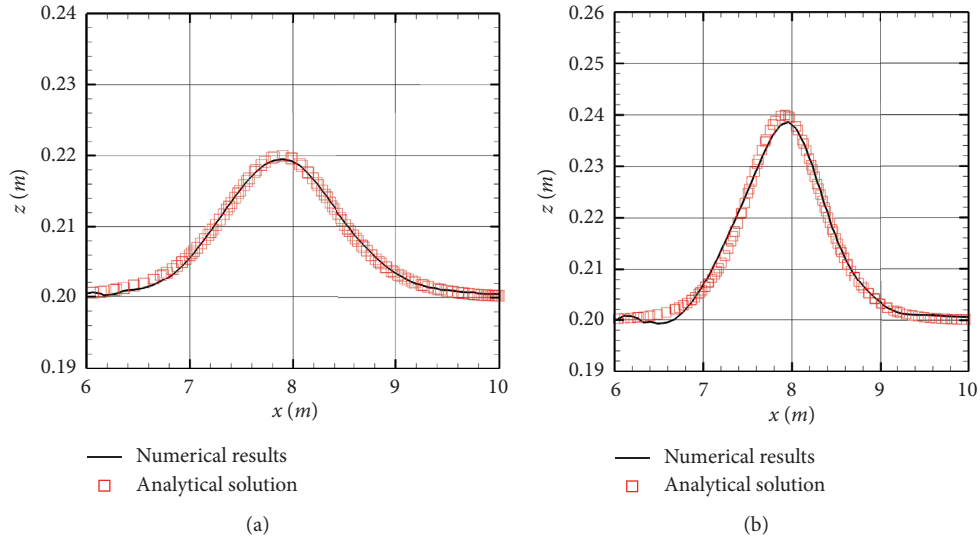 0.24
0.23
0.22
0.21
0.20
0.19
z (m)
6
7
8
9
10
x (m)
Numerical results
Analytical solution
(a)
0.26
0.25
0.24
0.23
0.22
0.21
0.20
0.19
z (m)
6
7
8
9
10
x (m)
Numerical results
Analytical solution
(b)